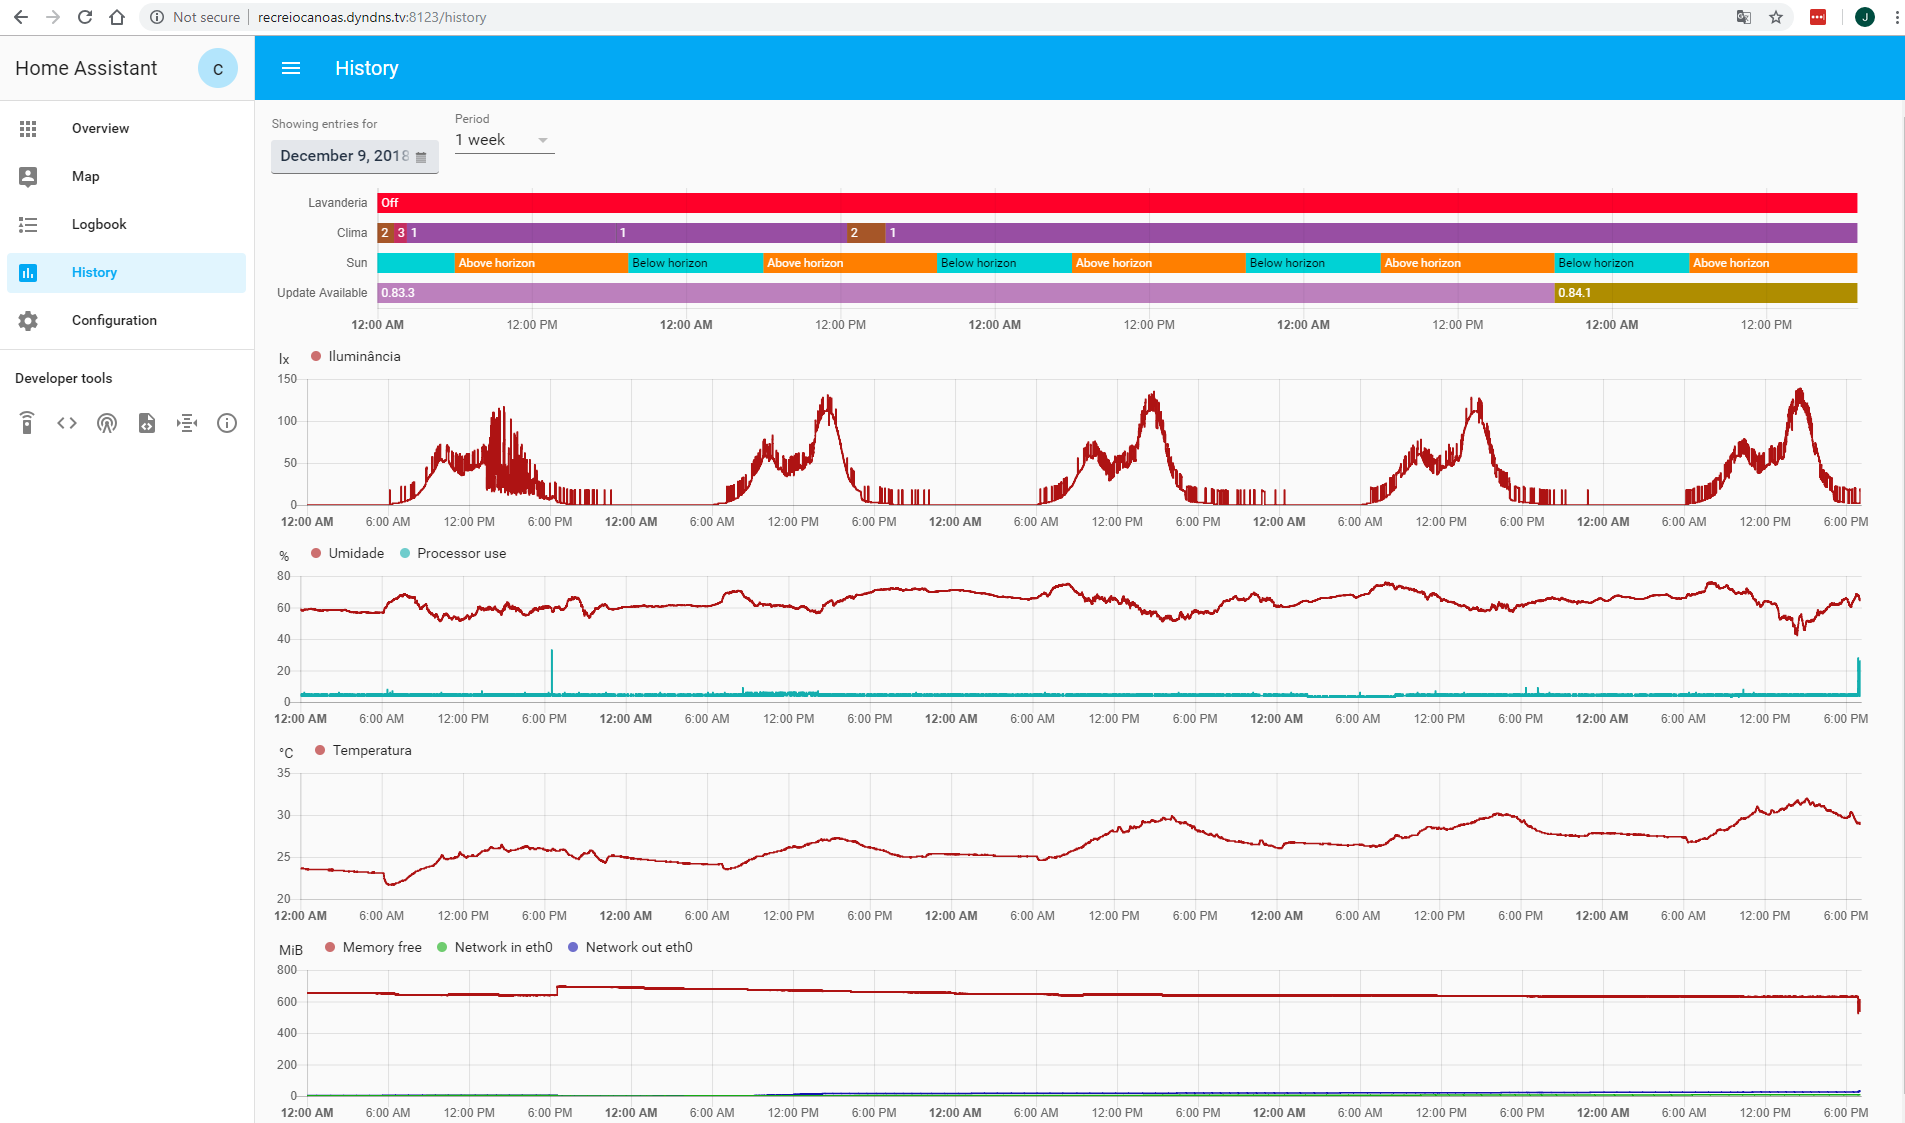 Not secure | recreiocanoas.dyndns.tv:8123/history
J
Home Assistant
C
History
Overview
Map
Logbook
History
Configuration
Developer tools
Showing entries for
December 9, 2018
Period
1 week
Lavanderia Off
Clima 2 3 1 1 2 1
Sun Above horizon Below horizon Above horizon Below horizon Above horizon Below horizon Above horizon Below horizon Above horizon
Update Available 0.83.3 0.84.1
12:00 AM 12:00 PM 12:00 AM 12:00 PM 12:00 AM 12:00 PM 12:00 AM 12:00 PM 12:00 AM 12:00 PM
lx Iluminância
150
100
50
0
12:00 AM 6:00 AM 12:00 PM 6:00 PM 12:00 AM 6:00 AM 12:00 PM 6:00 PM 12:00 AM 6:00 AM 12:00 PM 6:00 PM 12:00 AM 6:00 AM 12:00 PM 6:00 PM 12:00 AM 6:00 AM 12:00 PM 6:00 PM
% Umidade Processor use
80
60
40
20
0
12:00 AM 6:00 AM 12:00 PM 6:00 PM 12:00 AM 6:00 AM 12:00 PM 6:00 PM 12:00 AM 6:00 AM 12:00 PM 6:00 PM 12:00 AM 6:00 AM 12:00 PM 6:00 PM 12:00 AM 6:00 AM 12:00 PM 6:00 PM
°C Temperatura
35
30
25
20
12:00 AM 6:00 AM 12:00 PM 6:00 PM 12:00 AM 6:00 AM 12:00 PM 6:00 PM 12:00 AM 6:00 AM 12:00 PM 6:00 PM 12:00 AM 6:00 AM 12:00 PM 6:00 PM 12:00 AM 6:00 AM 12:00 PM 6:00 PM
MiB Memory free Network in eth0 Network out eth0
800
600
400
200
0
12:00 AM 6:00 AM 12:00 PM 6:00 PM 12:00 AM 6:00 AM 12:00 PM 6:00 PM 12:00 AM 6:00 AM 12:00 PM 6:00 PM 12:00 AM 6:00 AM 12:00 PM 6:00 PM 12:00 AM 6:00 AM 12:00 PM 6:00 PM